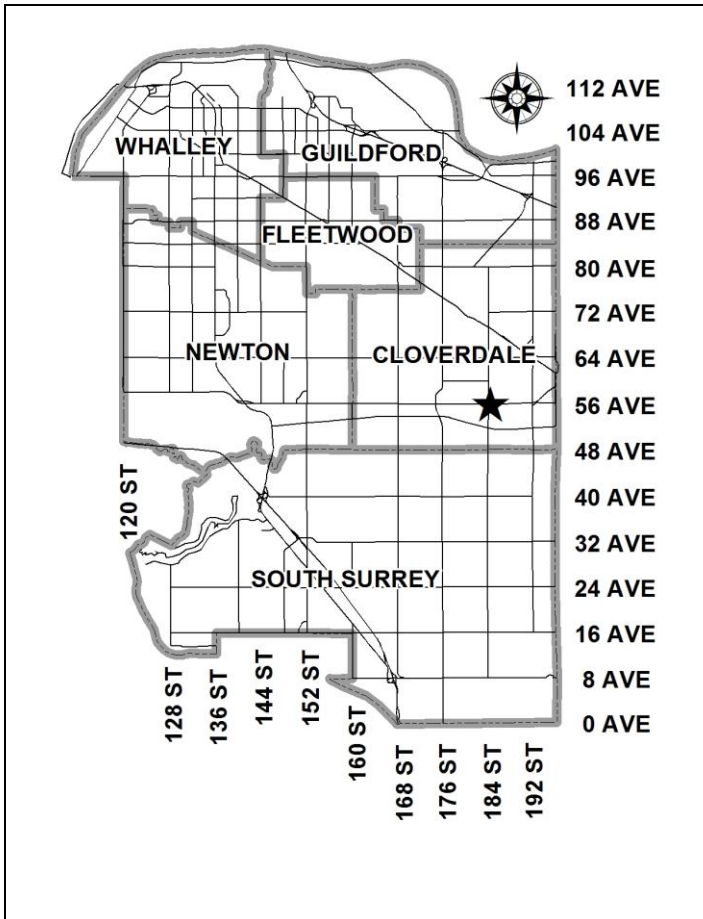 112 AVE
104 AVE
WHALLEY
GUILDFORD
96 AVE
88 AVE
FLEETWOOD
80 AVE
72 AVE
NEWTON
CLOVERDALE
64 AVE
56 AVE
48 AVE
120 ST
40 AVE
32 AVE
SOUTH SURREY
24 AVE
16 AVE
8 AVE
0 AVE
128 ST
136 ST
144 ST
152 ST
160 ST
168 ST
176 ST
184 ST
192 ST